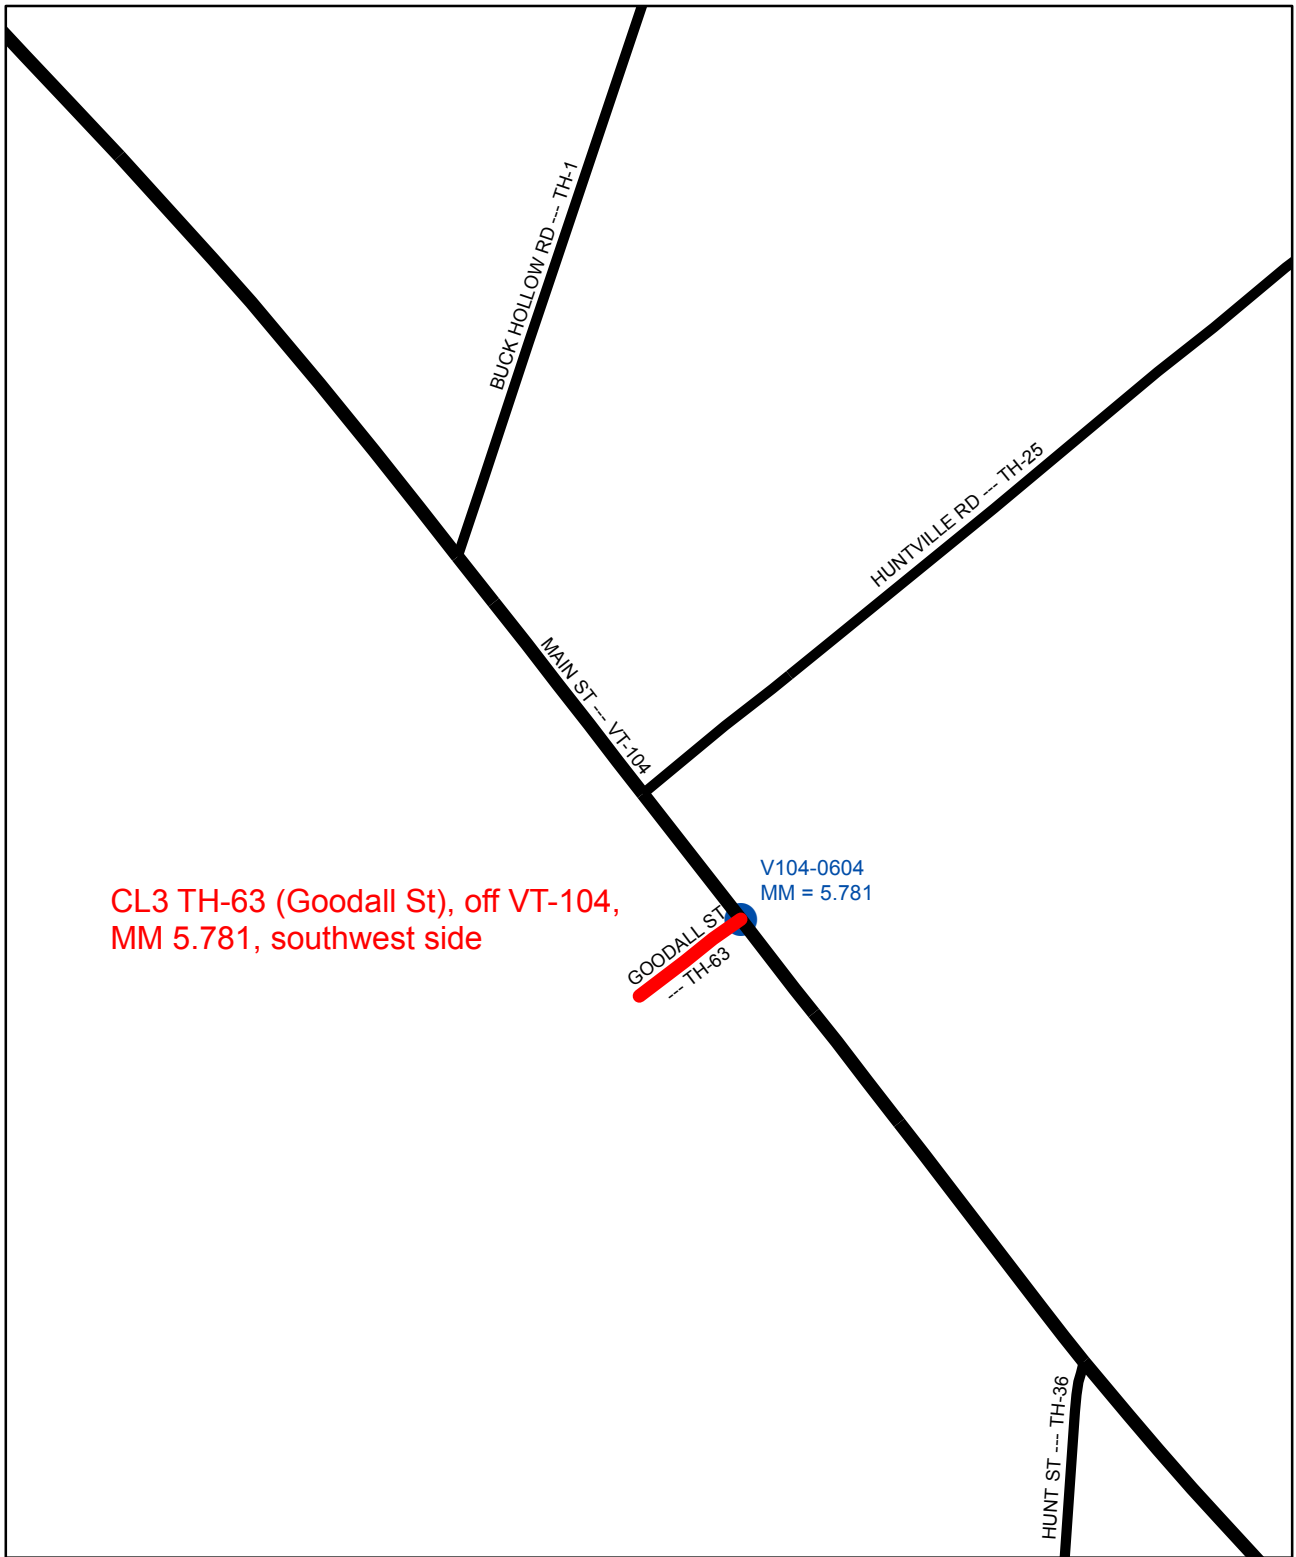 BUCK HOLLOW RD --- TH-1
HUNTVILLE RD --- TH-25
MAIN ST --- VT-104
V104-0604
MM = 5.781
CL3 TH-63 (Goodall St), off VT-104,
MM 5.781, southwest side
GOODALL ST
--- TH-63
HUNT ST --- TH-36